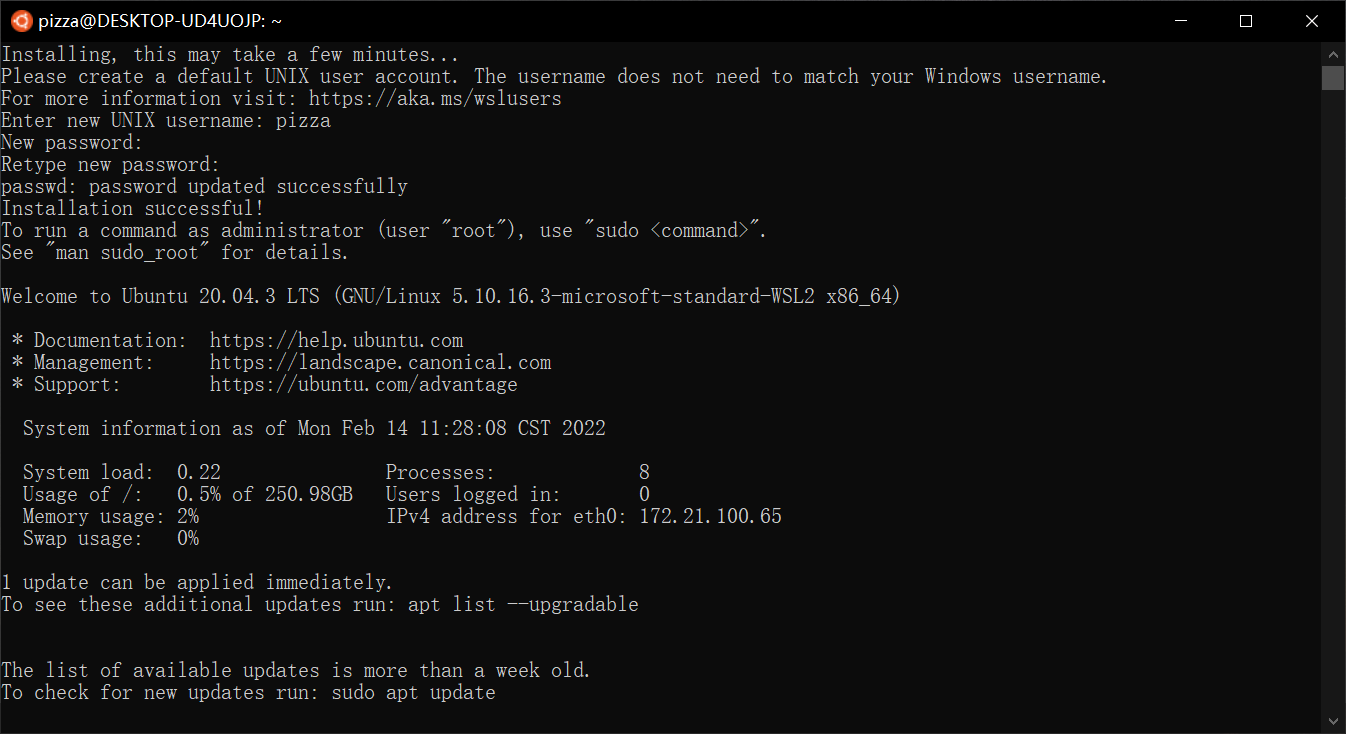 pizza@DESKTOP-UD4UOJP: ~
Installing, this may take a few minutes...
Please create a default UNIX user account. The username does not need to match your Windows username.
For more information visit: https://aka.ms/wslusers
Enter new UNIX username: pizza
New password:
Retype new password:
passwd: password updated successfully
Installation successful!
To run a command as administrator (user "root"), use "sudo <command>".
See "man sudo_root" for details.
Welcome to Ubuntu 20.04.3 LTS (GNU/Linux 5.10.16.3-microsoft-standard-WSL2 x86_64)
 * Documentation:  https://help.ubuntu.com
 * Management:     https://landscape.canonical.com
 * Support:        https://ubuntu.com/advantage
  System information as of Mon Feb 14 11:28:08 CST 2022
  System load:  0.22               Processes:             8
  Usage of /:   0.5% of 250.98GB   Users logged in:       0
  Memory usage: 2%                 IPv4 address for eth0: 172.21.100.65
  Swap usage:   0%
1 update can be applied immediately.
To see these additional updates run: apt list --upgradable
The list of available updates is more than a week old.
To check for new updates run: sudo apt update